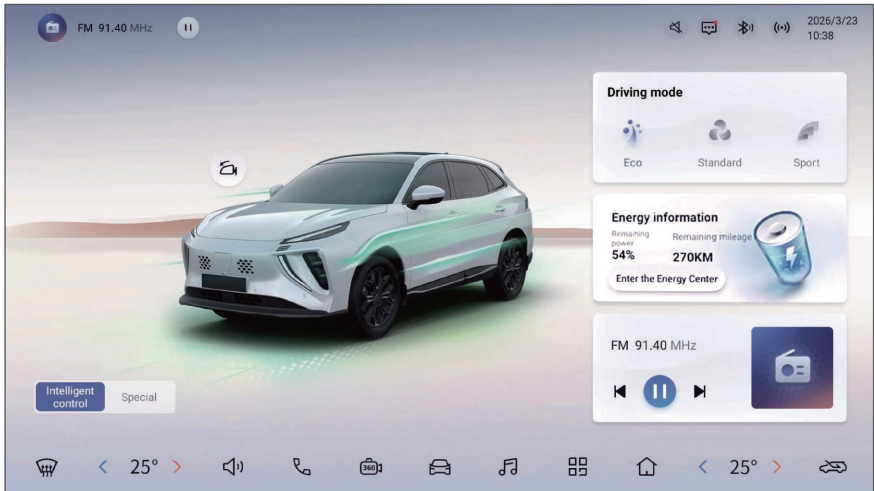 FM 91.40 MHz
2026/3/23
10:38
Driving mode
Eco
Standard
Sport
Energy information
Remaining
power
Remaining mileage
54%
270KM
Enter the Energy Center
FM 91.40 MHz
Intelligent
control
Special
25°
360
25°